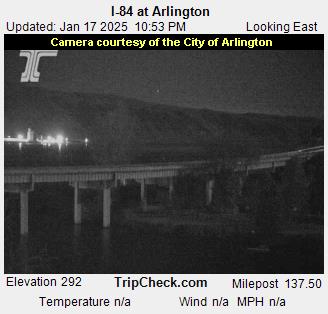 I-84 at Arlington
Updated: Jan 17 2025 10:53 PM Looking East
Camera courtesy of the City of Arlington
Elevation 292 TripCheck.com Milepost 137.50
Temperature n/a Wind n/a MPH n/a